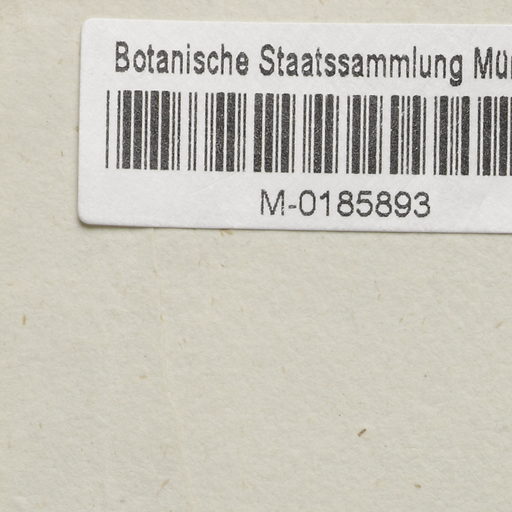 Botanische Staatssammlung Mün
M-0185893